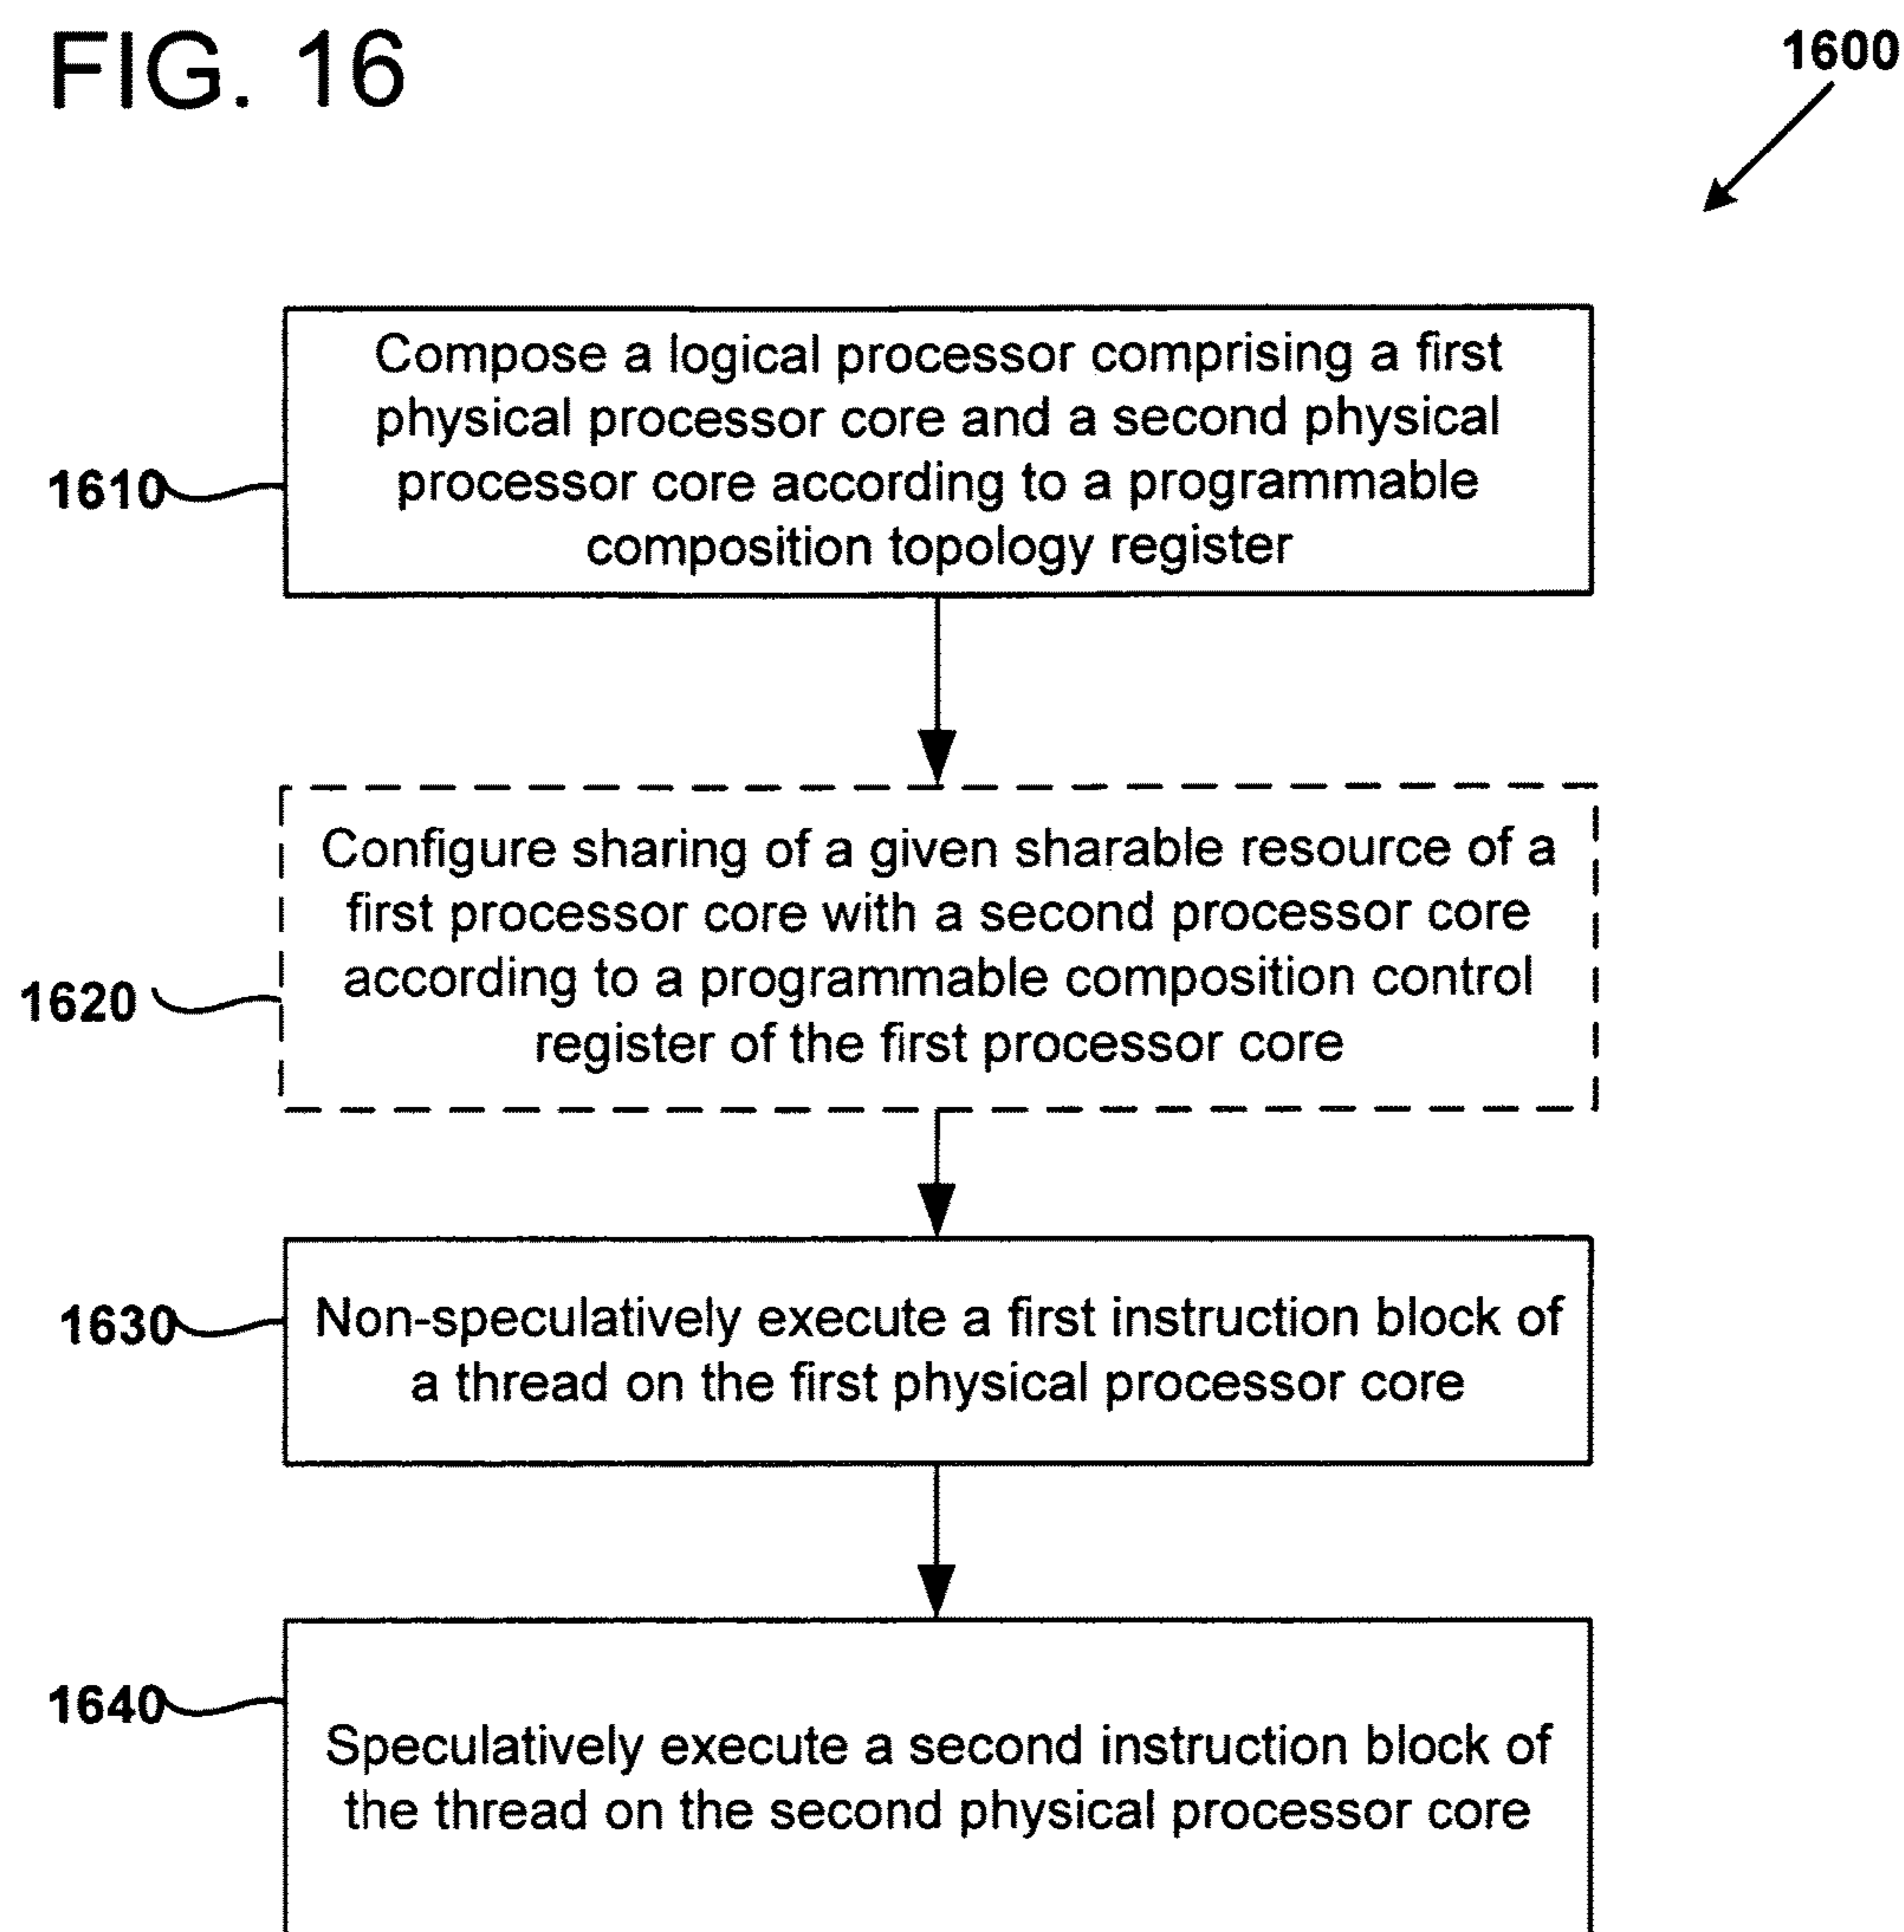 FIG. 16
1600
Compose a logical processor comprising a first
physical processor core and a second physical
processor core according to a programmable
composition topology register
1610
Configure sharing of a given sharable resource of a
first processor core with a second processor core
according to a programmable composition control
register of the first processor core
1620
Non-speculatively execute a first instruction block of
a thread on the first physical processor core
1630
Speculatively execute a second instruction block of
the thread on the second physical processor core
1640